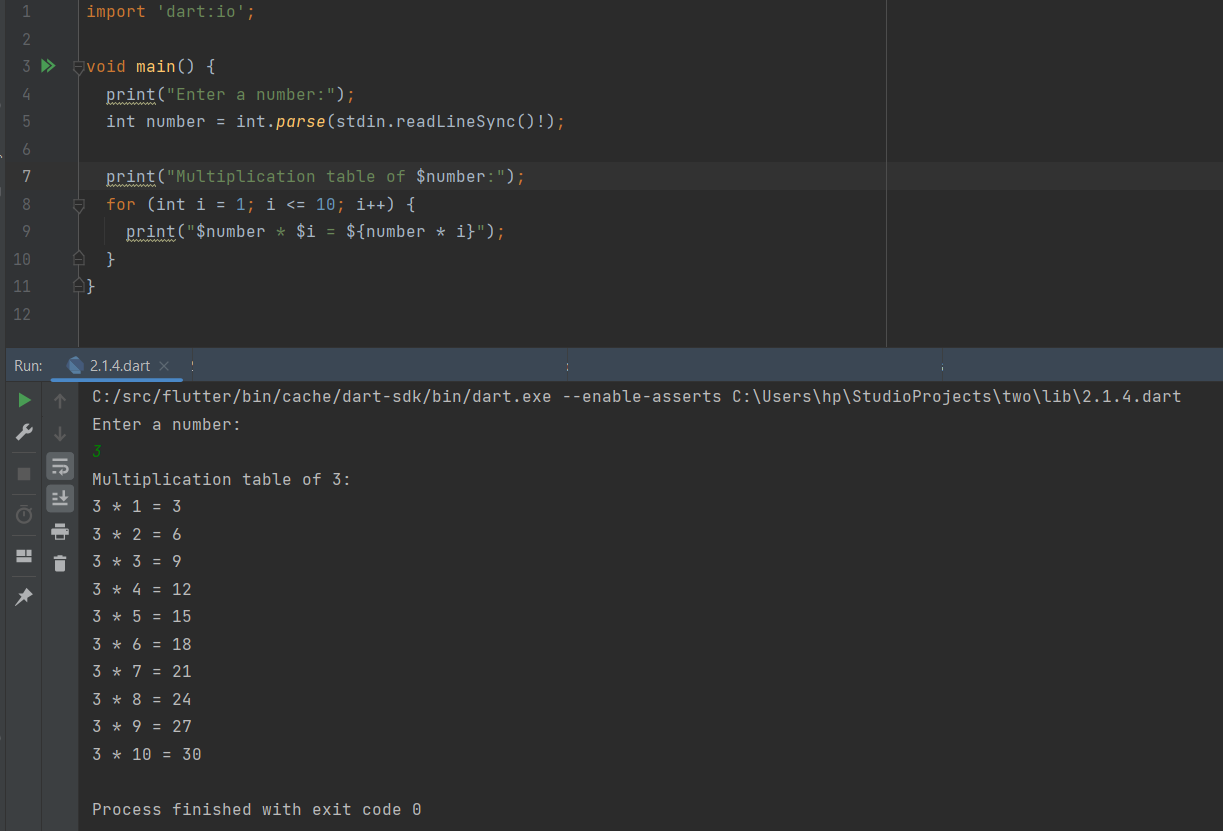 1 import 'dart:io';
2
3 void main() {
4 print("Enter a number:");
5 int number = int.parse(stdin.readLineSync()!);
6
7 print("Multiplication table of $number:");
8 for (int i = 1; i <= 10; i++) {
9 print("$number * $i = ${number * i}");
10 }
11 }
12
Run: 2.1.4.dart
C:/src/flutter/bin/cache/dart-sdk/bin/dart.exe --enable-asserts C:\Users\hp\StudioProjects\two\lib\2.1.4.dart
Enter a number:
3
Multiplication table of 3:
3 * 1 = 3
3 * 2 = 6
3 * 3 = 9
3 * 4 = 12
3 * 5 = 15
3 * 6 = 18
3 * 7 = 21
3 * 8 = 24
3 * 9 = 27
3 * 10 = 30
Process finished with exit code 0